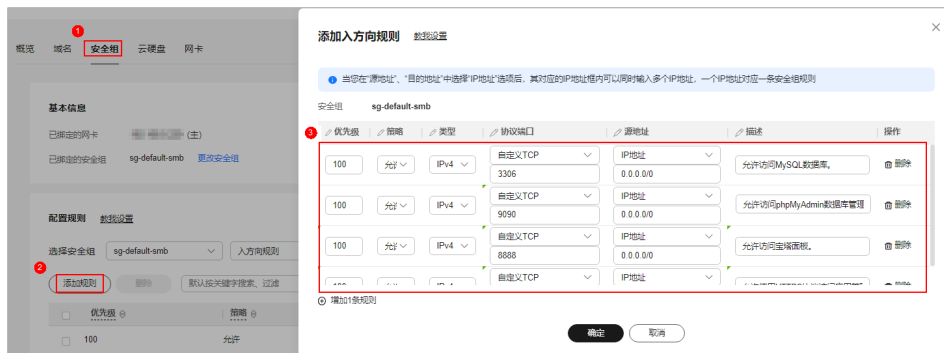 1
概览 域名 安全组 云硬盘 网卡
基本信息
已绑定的网卡 (主)
已绑定的安全组 sg-default-smb 更改安全组
配置规则 教我设置
选择安全组 sg-default-smb 入方向规则
2
添加规则 删除 默认按关键字搜索、过滤
优先级 策略
100 允许
添加入方向规则 教我设置
当您在“源地址”、“目的地址”中选择“IP地址”选项后，其对应的IP地址框内可以同时输入多个IP地址，一个IP地址对应一条安全组规则
安全组 sg-default-smb
3
优先级 策略 类型 协议端口 源地址 描述 操作
100 IPv4 自定义TCP IP地址 允许访问MySQL数据库。 删除
3306 0.0.0.0/0
100 IPv4 自定义TCP IP地址 允许访问phpMyAdmin数据库管理 删除
9090 0.0.0.0/0
100 IPv4 自定义TCP IP地址 允许访问宝塔面板。 删除
8888 0.0.0.0/0
自定义TCP IP地址
增加1条规则
确定 取消